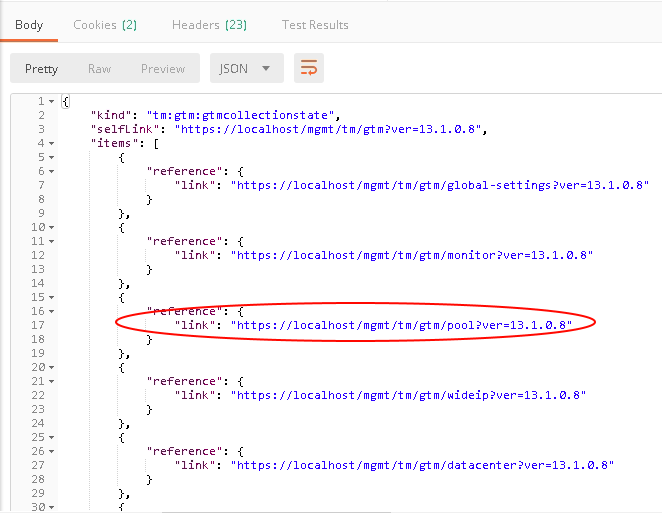 Body Cookies (2) Headers (23) Test Results
Pretty Raw Preview JSON
1 {
2 "kind": "tm:gtm:gtmcollectionstate",
3 "selfLink": "https://localhost/mgmt/tm/gtm?ver=13.1.0.8",
4 "items": [
5 {
6 "reference": {
7 "link": "https://localhost/mgmt/tm/gtm/global-settings?ver=13.1.0.8"
8 }
9 },
10 {
11 "reference": {
12 "link": "https://localhost/mgmt/tm/gtm/monitor?ver=13.1.0.8"
13 }
14 },
15 {
16 "reference": {
17 "link": "https://localhost/mgmt/tm/gtm/pool?ver=13.1.0.8"
18 }
19 },
20 {
21 "reference": {
22 "link": "https://localhost/mgmt/tm/gtm/wideip?ver=13.1.0.8"
23 }
24 },
25 {
26 "reference": {
27 "link": "https://localhost/mgmt/tm/gtm/datacenter?ver=13.1.0.8"
28 }
29 },
30 {